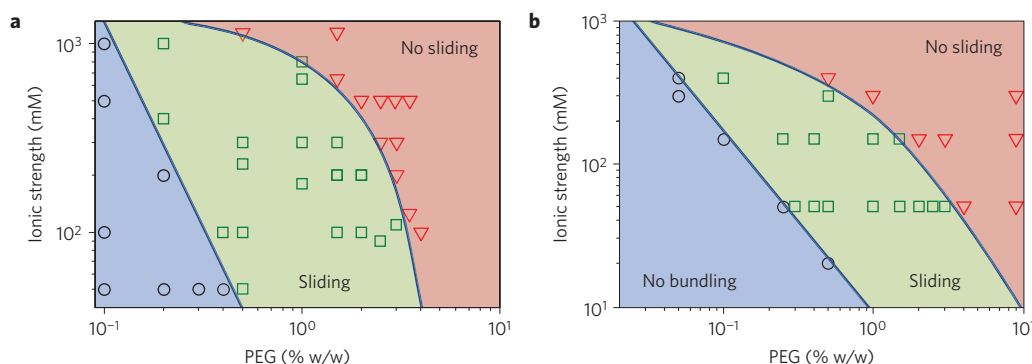 a
No sliding
Sliding
Ionic strength (mM)
10³
10²
10⁻¹
10⁰
10¹
PEG (% w/w)
b
No sliding
No bundling
Sliding
Ionic strength (mM)
10³
10²
10¹
10⁻¹
10⁰
10¹
PEG (% w/w)